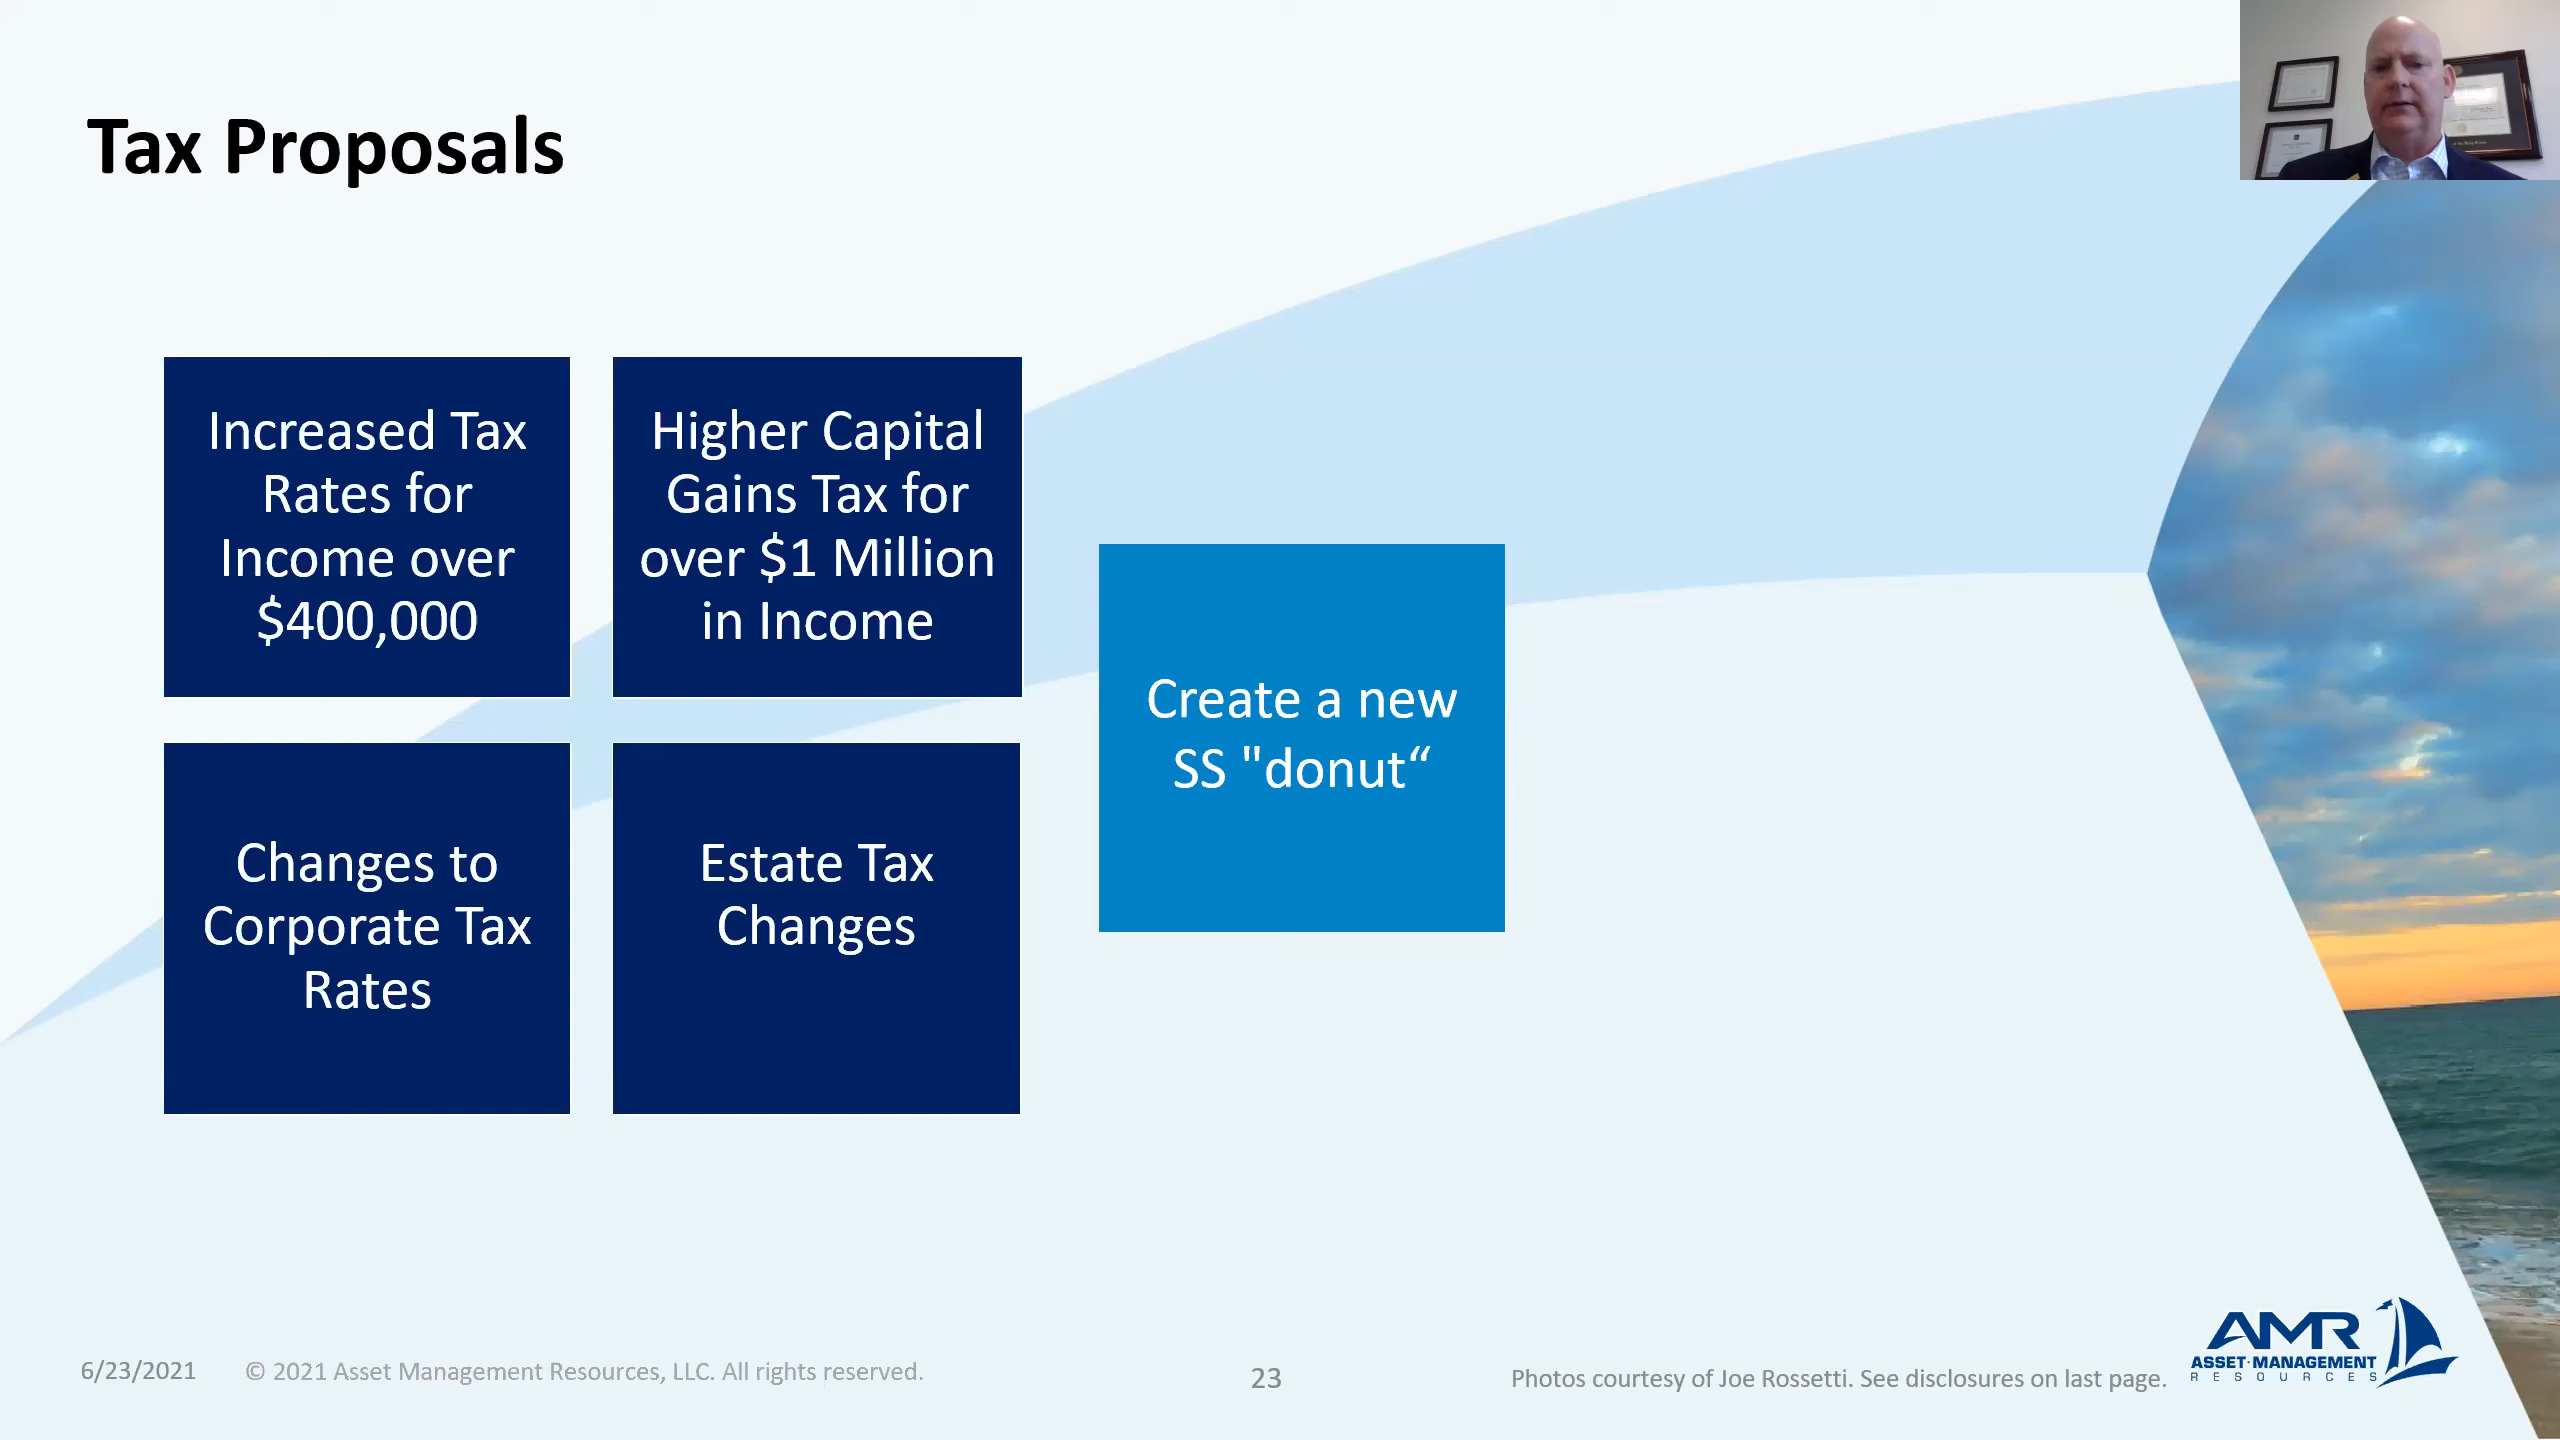 Tax Proposals
Increased Tax
Rates for
Income over
$400,000
Higher Capital
Gains Tax for
over $1 Million
in Income
Changes to
Corporate Tax
Rates
Estate Tax
Changes
Create a new
SS "donut“
6/23/2021
© 2021 Asset Management Resources, LLC. All rights reserved.
23
Photos courtesy of Joe Rossetti. See disclosures on last page.
AMR
ASSET·MANAGEMENT
RESOURCES